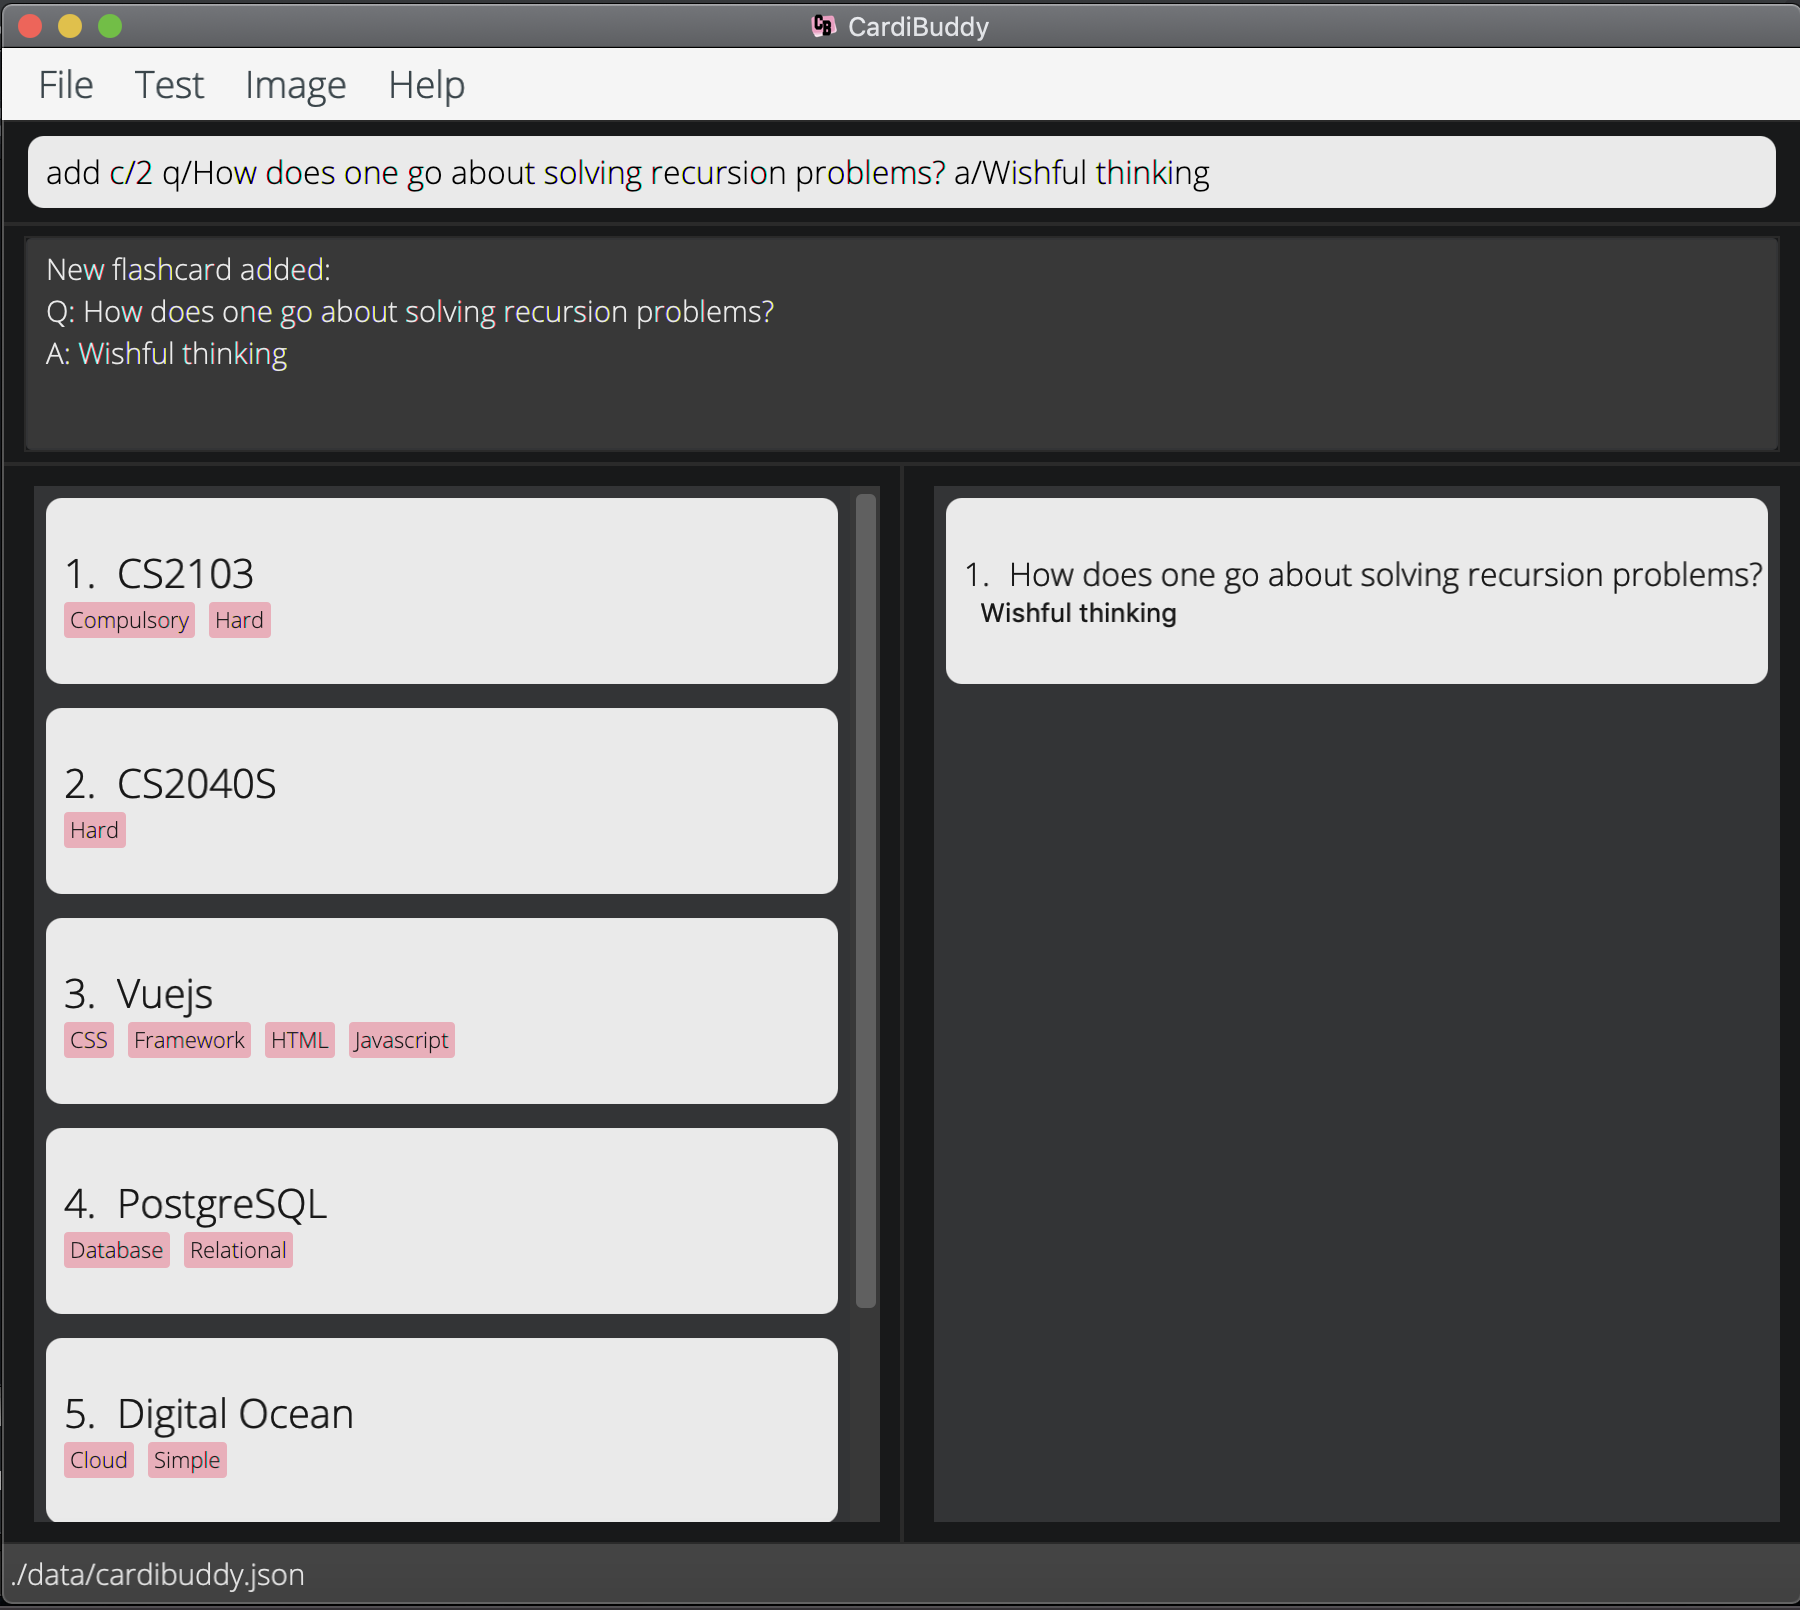 CB CardiBuddy
File Test Image Help
add c/2 q/How does one go about solving recursion problems? a/Wishful thinking
New flashcard added:
Q: How does one go about solving recursion problems?
A: Wishful thinking
1. CS2103
Compulsory Hard
2. CS2040S
Hard
3. Vuejs
CSS Framework HTML Javascript
4. PostgreSQL
Database Relational
5. Digital Ocean
Cloud Simple
1. How does one go about solving recursion problems?
Wishful thinking
./data/cardibuddy.json